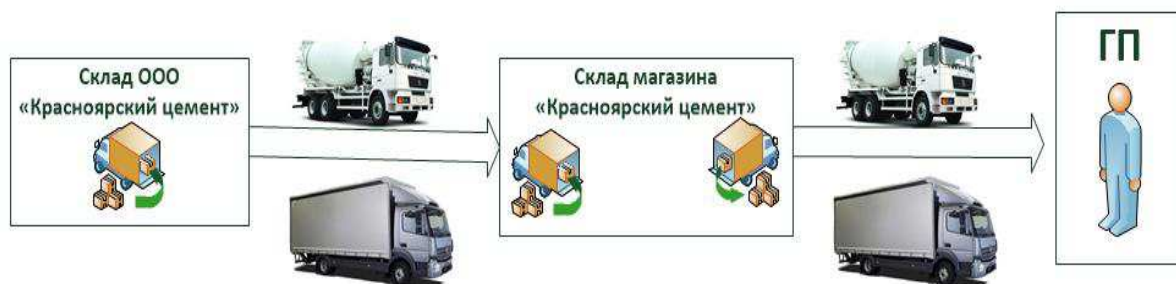 Склад ООО
«Красноярский цемент»
Склад магазина
«Красноярский цемент»
ГП